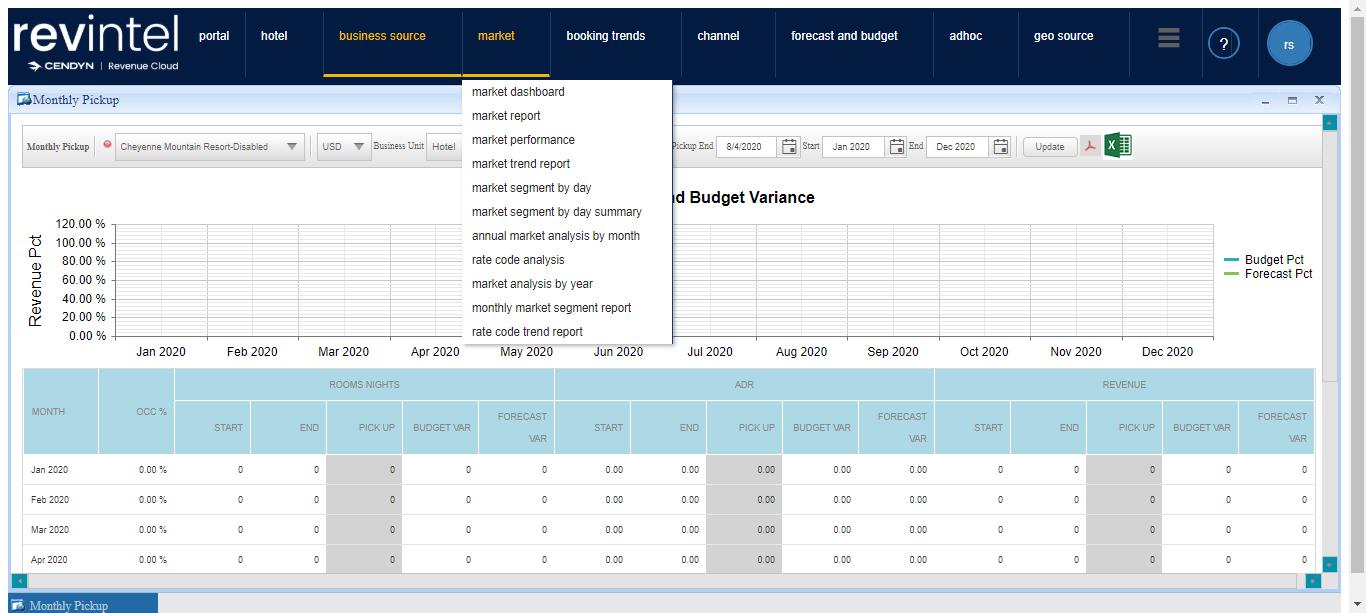 revintel
CENDYN | Revenue Cloud
portal hotel business source market booking trends channel forecast and budget adhoc geo source ? rs
Monthly Pickup
Monthly Pickup Cheyenne Mountain Resort-Disabled USD Business Unit Hotel Pickup End 8/4/2020 Start Jan 2020 End Dec 2020 Update
market dashboard
market report
market performance
market trend report
market segment by day
market segment by day summary
annual market analysis by month
rate code analysis
market analysis by year
monthly market segment report
rate code trend report
d Budget Variance
Revenue Pct
120.00 %
100.00 %
80.00 %
60.00 %
40.00 %
20.00 %
0.00 %
Budget Pct
Forecast Pct
Jan 2020 Feb 2020 Mar 2020 Apr 2020 May 2020 Jun 2020 Jul 2020 Aug 2020 Sep 2020 Oct 2020 Nov 2020 Dec 2020
MONTH OCC % ROOMS NIGHTS ADR REVENUE
START END PICK UP BUDGET VAR FORECAST VAR START END PICK UP BUDGET VAR FORECAST VAR START END PICK UP BUDGET VAR FORECAST VAR
Jan 2020 0.00 % 0 0 0 0 0 0.00 0.00 0.00 0.00 0.00 0 0 0 0 0
Feb 2020 0.00 % 0 0 0 0 0 0.00 0.00 0.00 0.00 0.00 0 0 0 0 0
Mar 2020 0.00 % 0 0 0 0 0 0.00 0.00 0.00 0.00 0.00 0 0 0 0 0
Apr 2020 0.00 % 0 0 0 0 0 0.00 0.00 0.00 0.00 0.00 0 0 0 0 0
Monthly Pickup